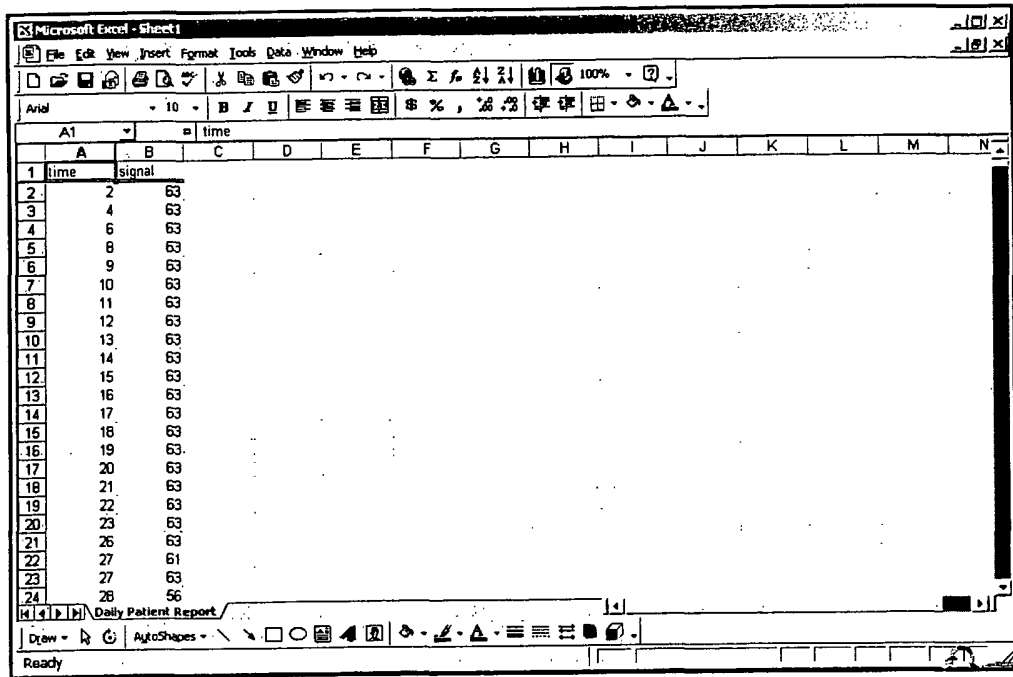 Microsoft Excel - Sheet1
File Edit View Insert Format Tools Data Window Help
100%
Arial 10 B I U $ % ,
A1 = time
A B C D E F G H I J K L M N
1 time signal
2 2 63
3 4 63
4 6 63
5 8 63
6 9 63
7 10 63
8 11 63
9 12 63
10 13 63
11 14 63
12 15 63
13 16 63
14 17 63
15 18 63
16 19 63
17 20 63
18 21 63
19 22 63
20 23 63
21 26 63
22 27 61
23 27 63
24 28 56
Daily Patient Report
Draw AutoShapes
Ready